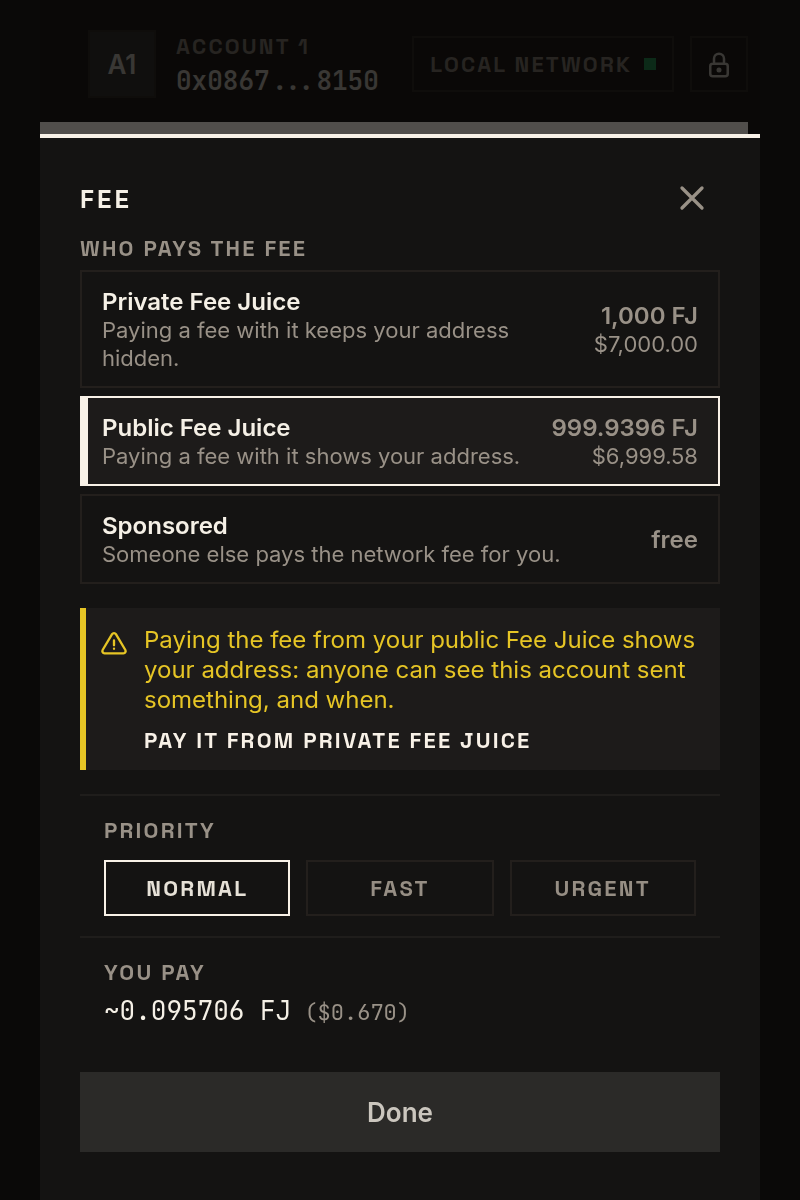 A1
ACCOUNT 1
0x0867...8150
LOCAL NETWORK
FEE
WHO PAYS THE FEE
Private Fee Juice
Paying a fee with it keeps your address
hidden.
1,000 FJ
$7,000.00
Public Fee Juice
Paying a fee with it shows your address.
999.9396 FJ
$6,999.58
Sponsored
Someone else pays the network fee for you.
free
Paying the fee from your public Fee Juice shows
your address: anyone can see this account sent
something, and when.
PAY IT FROM PRIVATE FEE JUICE
PRIORITY
NORMAL
FAST
URGENT
YOU PAY
~0.095706 FJ ($0.670)
Done